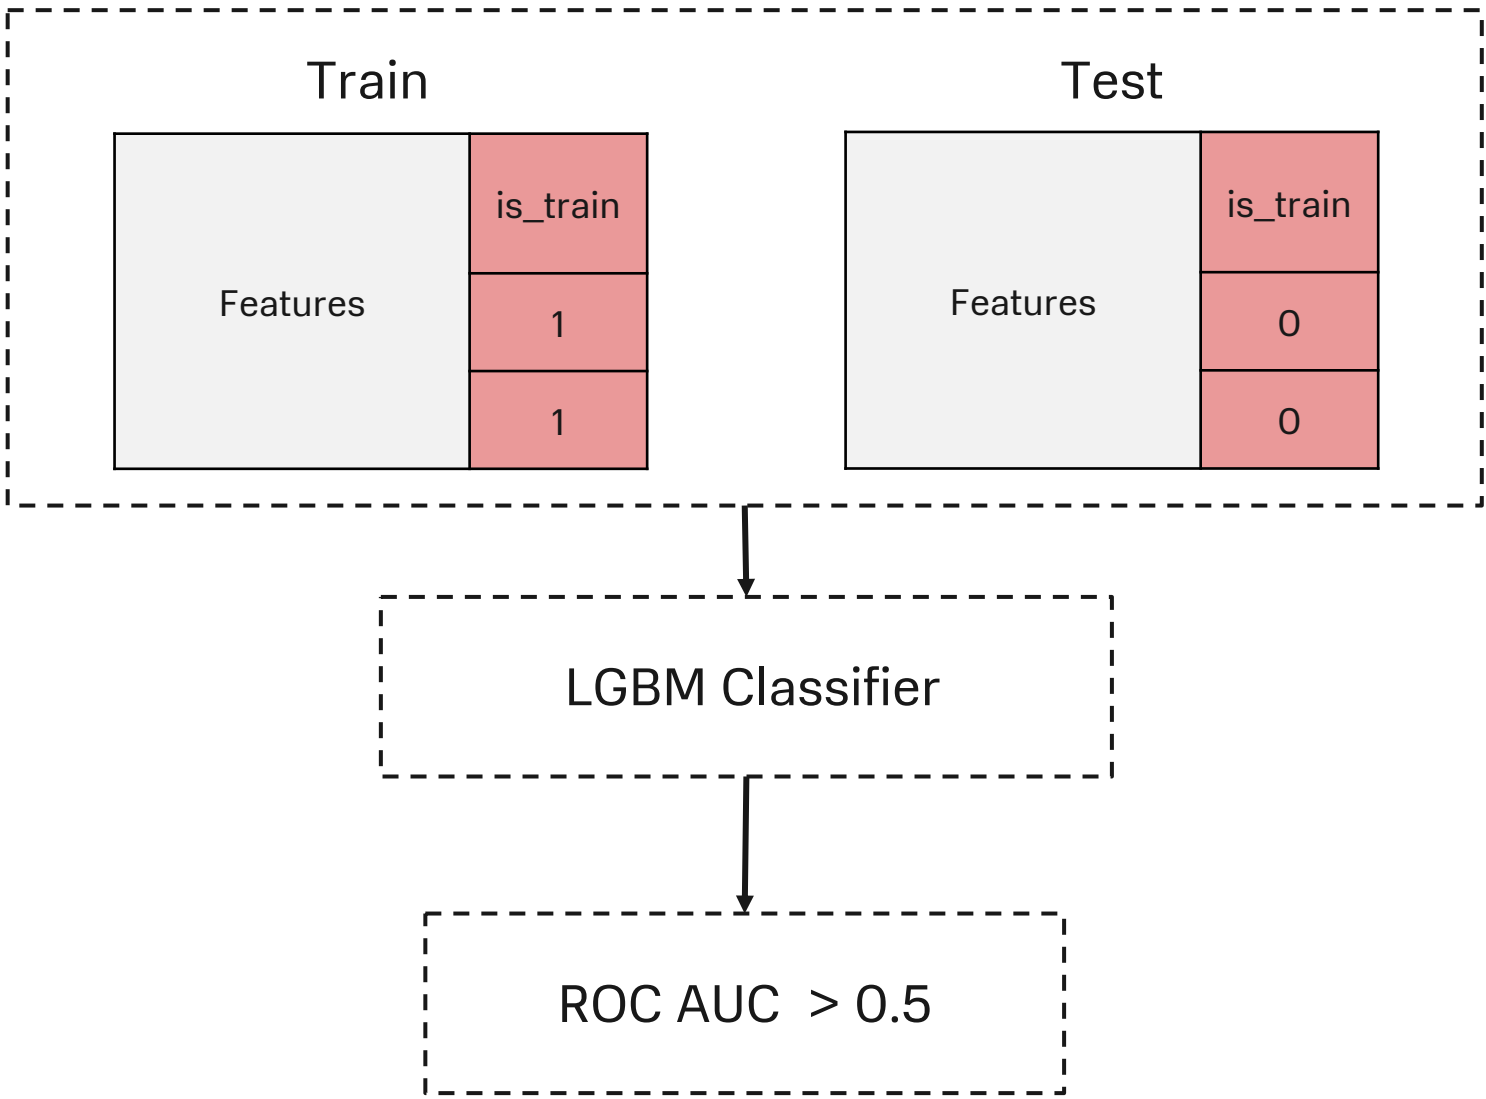 Train
Test
Features
is_train
1
1
Features
is_train
0
0
LGBM Classifier
ROC AUC > 0.5